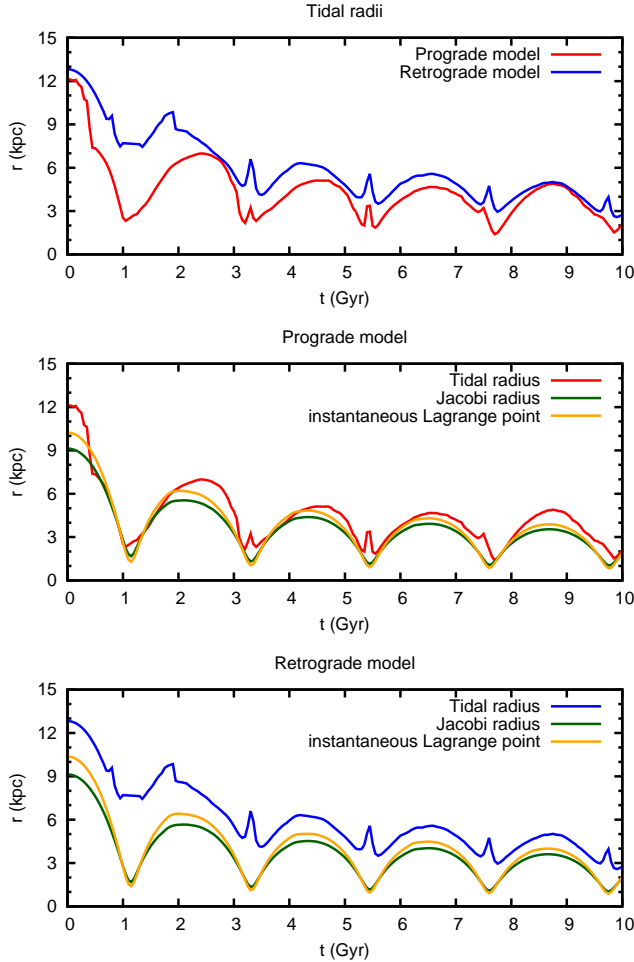 Tidal radii
15
12
9
6
3
0
r (kpc)
Prograde model
Retrograde model
0 1 2 3 4 5 6 7 8 9 10
t (Gyr)
Prograde model
15
12
9
6
3
0
r (kpc)
Tidal radius
Jacobi radius
instantaneous Lagrange point
0 1 2 3 4 5 6 7 8 9 10
t (Gyr)
Retrograde model
15
12
9
6
3
0
r (kpc)
Tidal radius
Jacobi radius
instantaneous Lagrange point
0 1 2 3 4 5 6 7 8 9 10
t (Gyr)